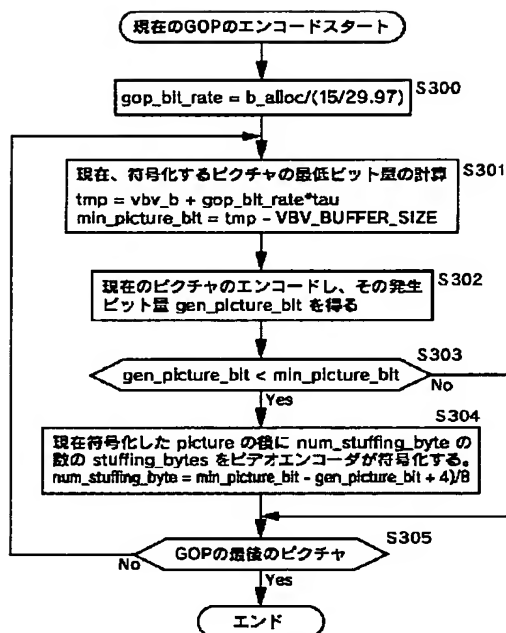 現在のGOPのエンコードスタート
S300
gop_bit_rate = b_alloc/(15/29.97)
S301
現在、符号化するピクチャの最低ビット量の計算
tmp = vbv_b + gop_bit_rate*tau
min_picture_bit = tmp - VBV_BUFFER_SIZE
S302
現在のピクチャのエンコードし、その発生
ビット量 gen_picture_bit を得る
S303
gen_picture_bit < min_picture_bit
No
Yes
S304
現在符号化した picture の後に num_stuffing_byte の
数の stuffing_bytes をビデオエンコーダが符号化する。
num_stuffing_byte = min_picture_bit - gen_picture_bit + 4)/8
S305
GOPの最後のピクチャ
No
Yes
エンド